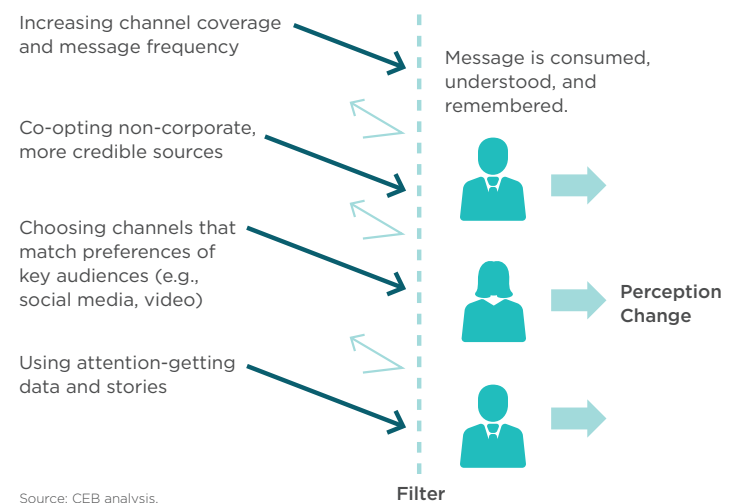 Increasing channel coverage
and message frequency
Message is consumed,
understood, and
remembered.
Co-opting non-corporate,
more credible sources
Choosing channels that
match preferences of
key audiences (e.g.,
social media, video)
Perception
Change
Using attention-getting
data and stories
Filter
Source: CEB analysis.